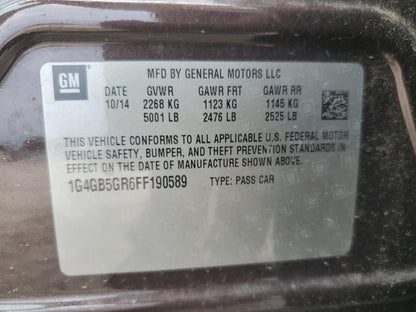 GM
MFD BY GENERAL MOTORS LLC
DATE GVWR GAWR FRT GAWR RR
10/14 2268 KG 1123 KG 1145 KG
5001 LB 2476 LB 2525 LB
THIS VEHICLE CONFORMS TO ALL APPLICABLE U.S. FEDERAL MOTOR
VEHICLE SAFETY, BUMPER, AND THEFT PREVENTION STANDARDS IN
EFFECT ON THE DATE OF MANUFACTURE SHOWN ABOVE.
1G4GB5GR6FF190589 TYPE: PASS CAR